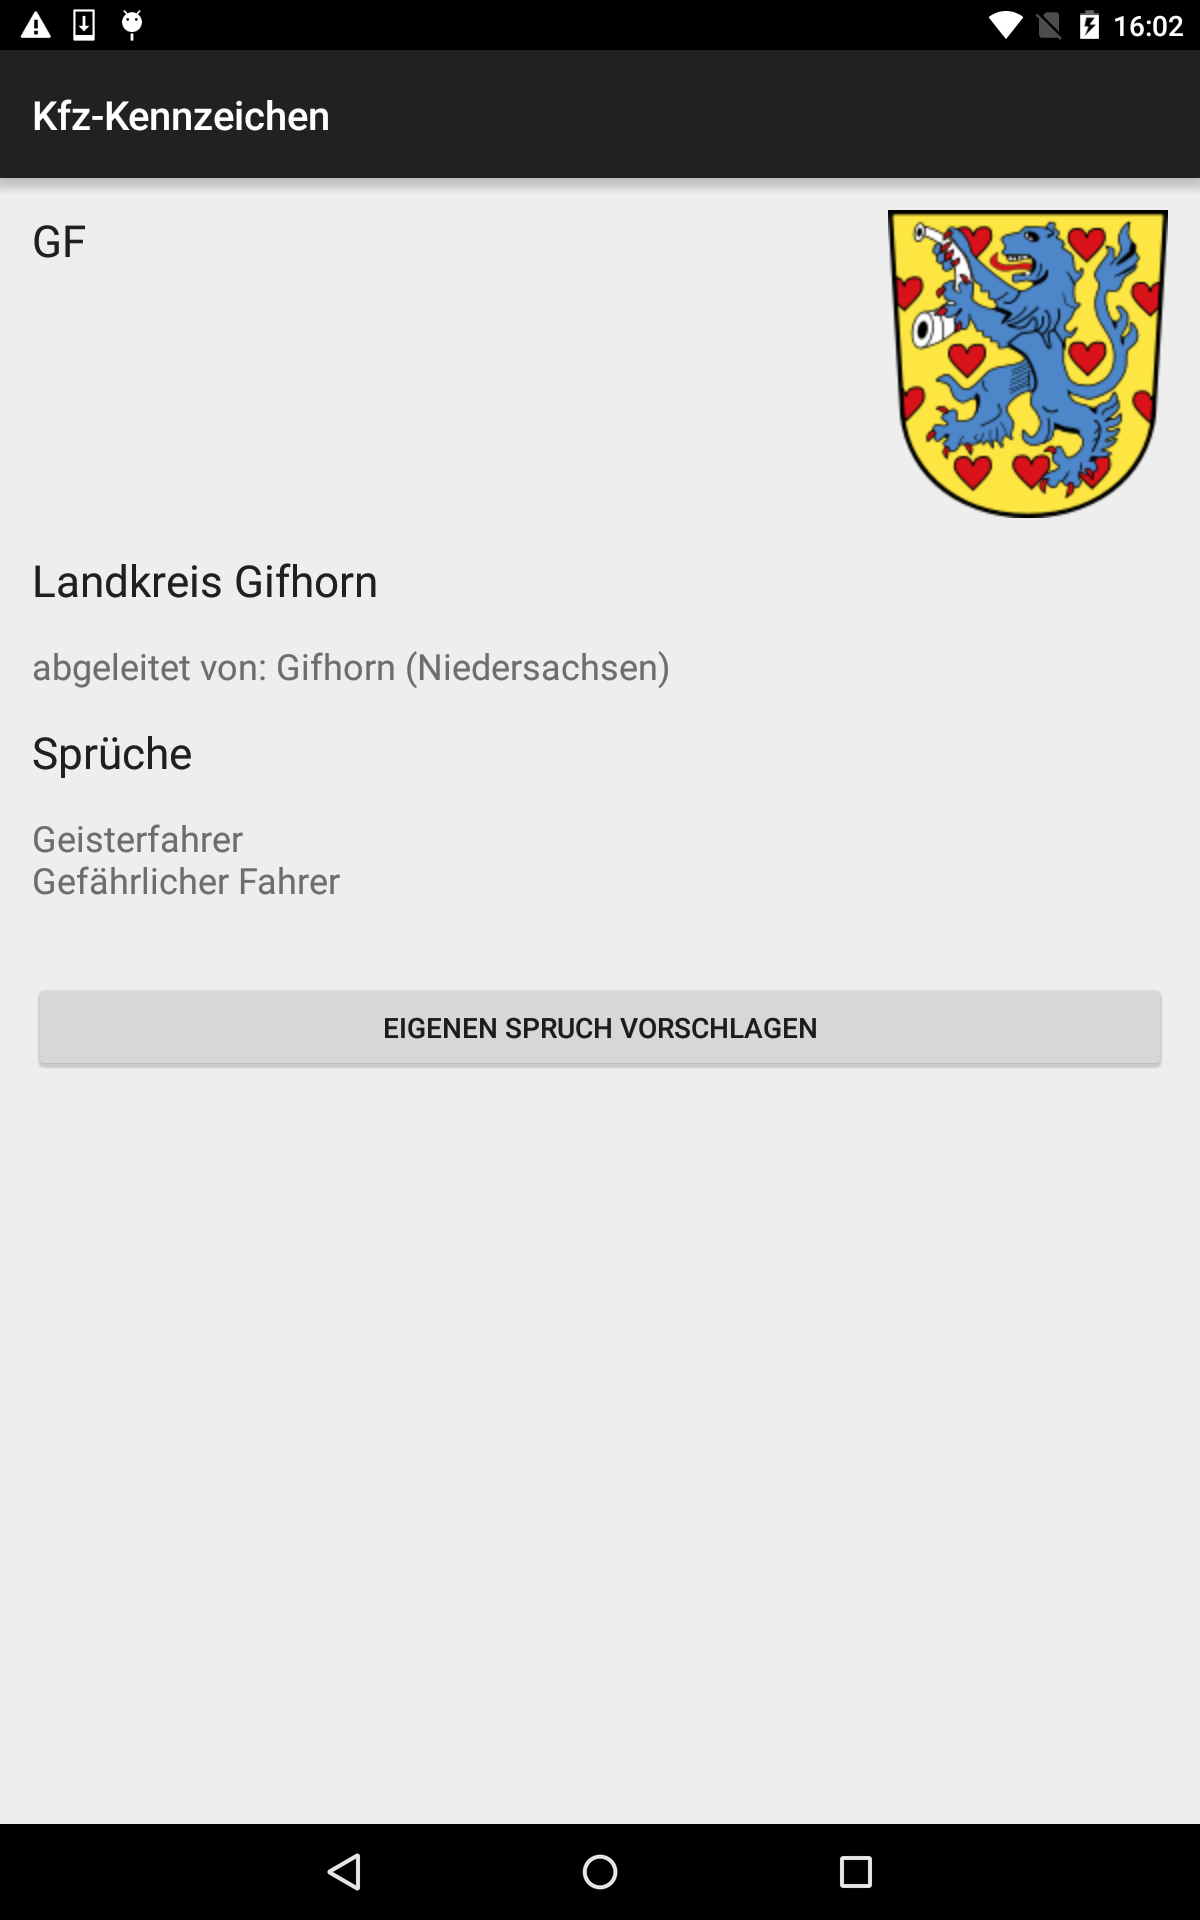 16:02
Kfz-Kennzeichen
GF
Landkreis Gifhorn
abgeleitet von: Gifhorn (Niedersachsen)
Sprüche
Geisterfahrer
Gefährlicher Fahrer
EIGENEN SPRUCH VORSCHLAGEN